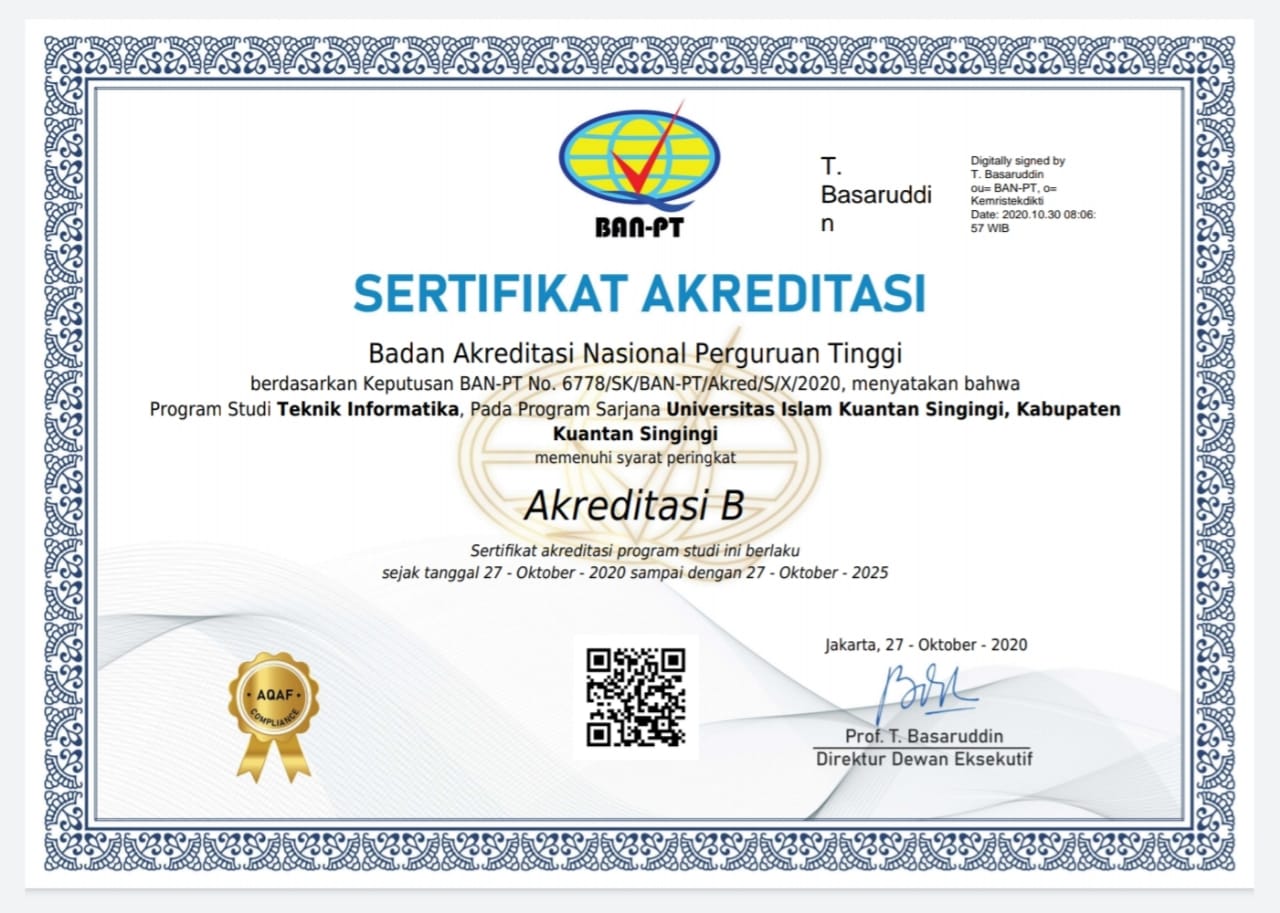 BAN-PT
T.
Basaruddi
n
Digitally signed by
T. Basaruddin
ou= BAN-PT, o=
Kemristekdikti
Date: 2020.10.30 08:06:
57 WIB
SERTIFIKAT AKREDITASI
Badan Akreditasi Nasional Perguruan Tinggi
berdasarkan Keputusan BAN-PT No. 6778/SK/BAN-PT/Akred/S/X/2020, menyatakan bahwa
Program Studi Teknik Informatika, Pada Program Sarjana Universitas Islam Kuantan Singingi, Kabupaten
Kuantan Singingi
memenuhi syarat peringkat
Akreditasi B
Sertifikat akreditasi program studi ini berlaku
sejak tanggal 27 - Oktober - 2020 sampai dengan 27 - Oktober - 2025
AQAF
COMPLIANCE
Jakarta, 27 - Oktober - 2020
Prof. T. Basaruddin
Direktur Dewan Eksekutif